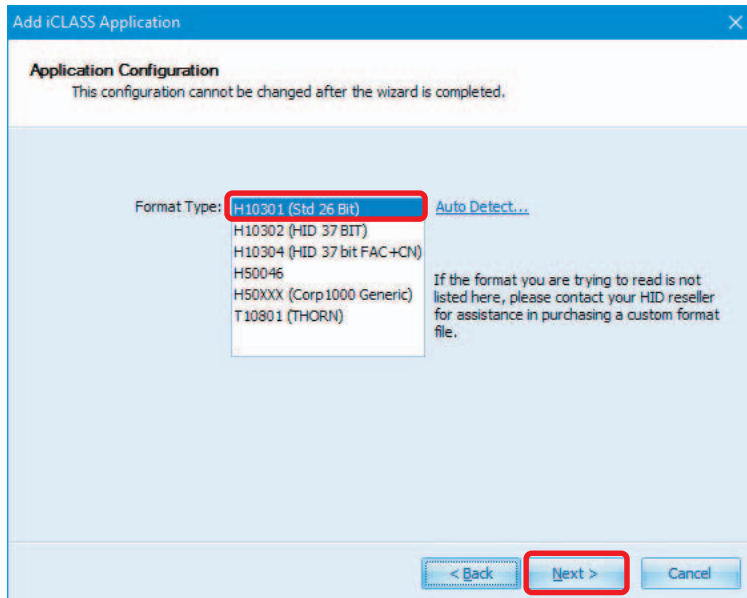 Add iCLASS Application
Application Configuration
This configuration cannot be changed after the wizard is completed.
Format Type:
H10301 (Std 26 Bit)
Auto Detect...
H10302 (HID 37 BIT)
H10304 (HID 37 bit FAC+CN)
H50046
H50XXX (Corp1000 Generic)
T10801 (THORN)
If the format you are trying to read is not
listed here, please contact your HID reseller
for assistance in purchasing a custom format
file.
< Back
Next >
Cancel